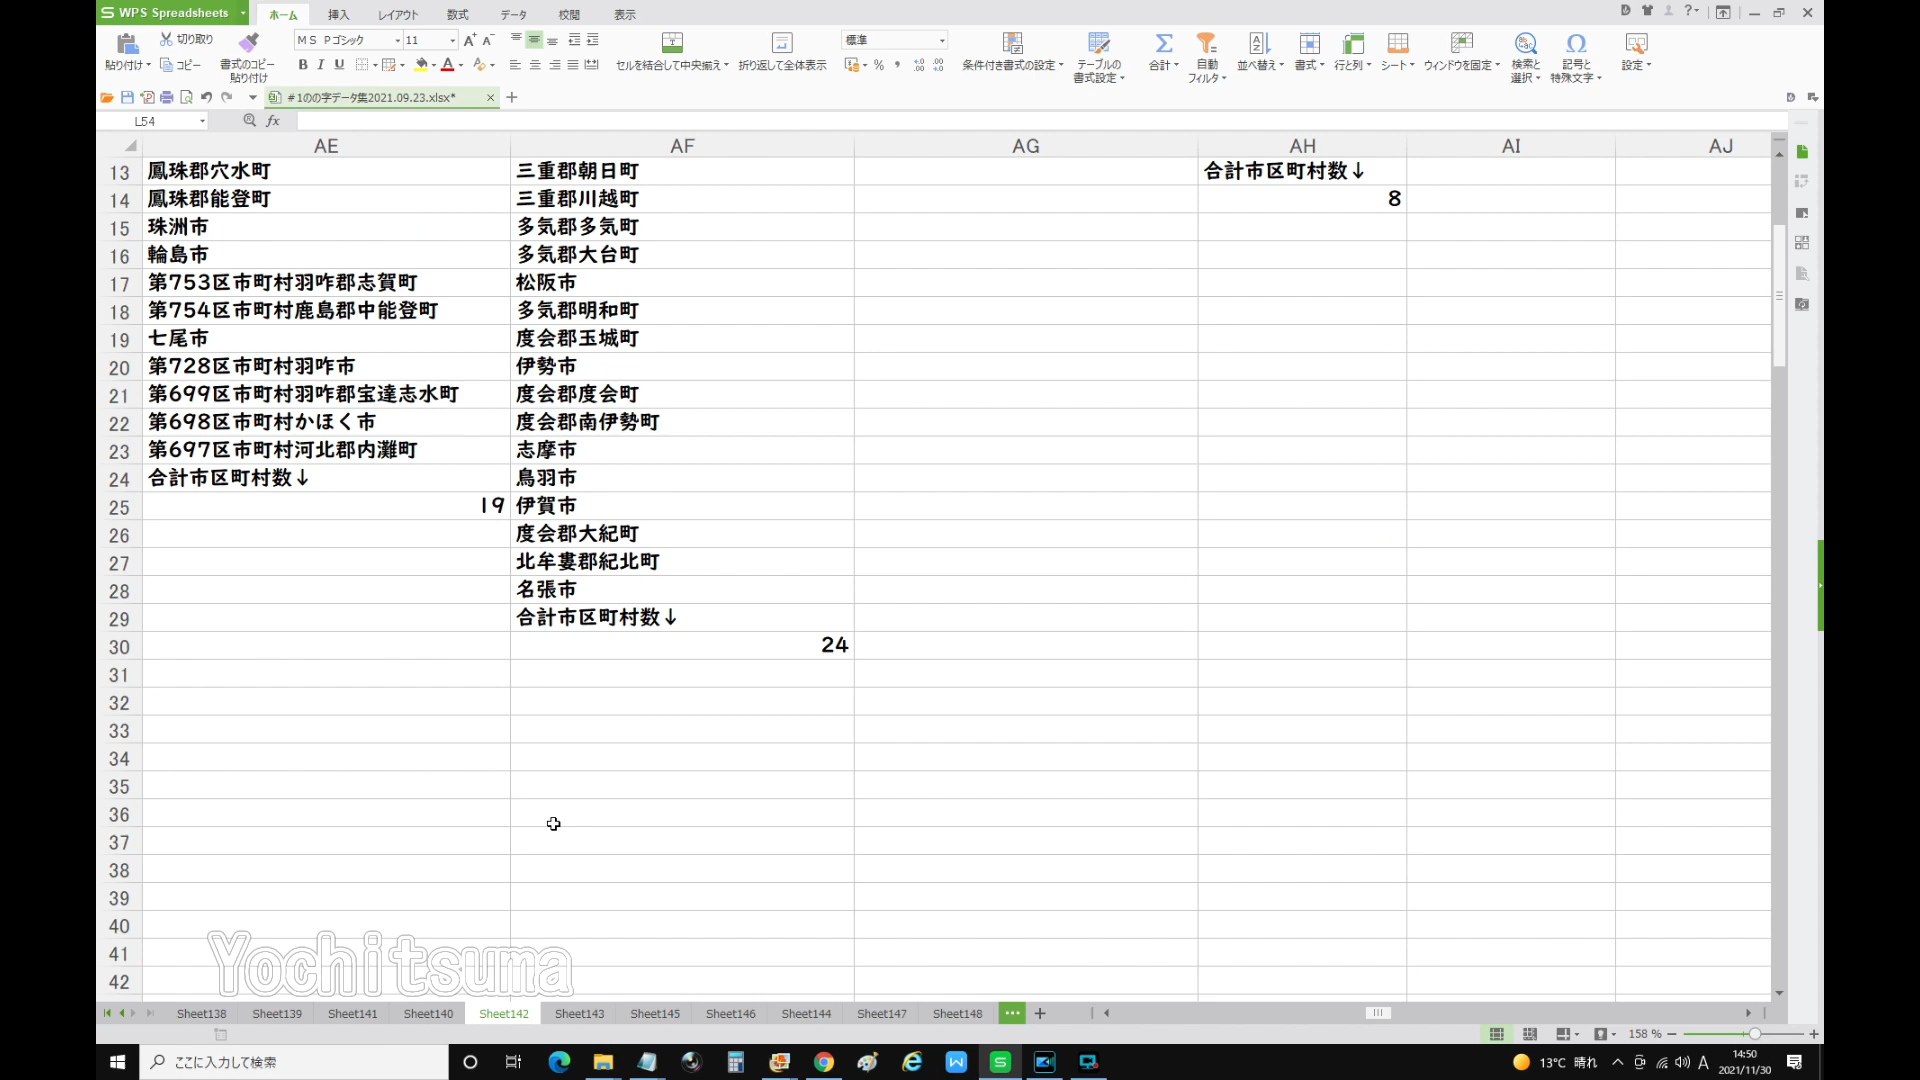 WPS Spreadsheets
ホーム 挿入 レイアウト 数式 データ 校閲 表示
貼り付け 切り取り コピー 書式のコピー 貼り付け
ＭＳ Ｐゴシック 11
B I U
セルを結合して中央揃え 折り返して全体表示
標準
条件付き書式の設定 テーブルの 書式設定 合計 自動 フィルタ 並べ替え 書式 行と列 シート ウィンドウを固定 検索と 選択 記号と 特殊文字 設定
#1のの字データ集2021.09.23.xlsx*
L54 fx
AE AF AG AH AI AJ
13 鳳珠郡穴水町 三重郡朝日町 合計市区町村数↓
14 鳳珠郡能登町 三重郡川越町 8
15 珠洲市 多気郡多気町
16 輪島市 多気郡大台町
17 第753区市町村羽咋郡志賀町 松阪市
18 第754区市町村鹿島郡中能登町 多気郡明和町
19 七尾市 度会郡玉城町
20 第728区市町村羽咋市 伊勢市
21 第699区市町村羽咋郡宝達志水町 度会郡度会町
22 第698区市町村かほく市 度会郡南伊勢町
23 第697区市町村河北郡内灘町 志摩市
24 合計市区町村数↓鳥羽市
25 19 伊賀市
26 度会郡大紀町
27 北牟婁郡紀北町
28 名張市
29 合計市区町村数↓
30 24
31
32
33
34
35
36
37
38
39
40
41
42
Yochitsuma
Sheet138 Sheet139 Sheet141 Sheet140 Sheet142 Sheet143 Sheet145 Sheet146 Sheet144 Sheet147 Sheet148
158 %
ここに入力して検索
13°C 晴れ A 14:50
2021/11/30